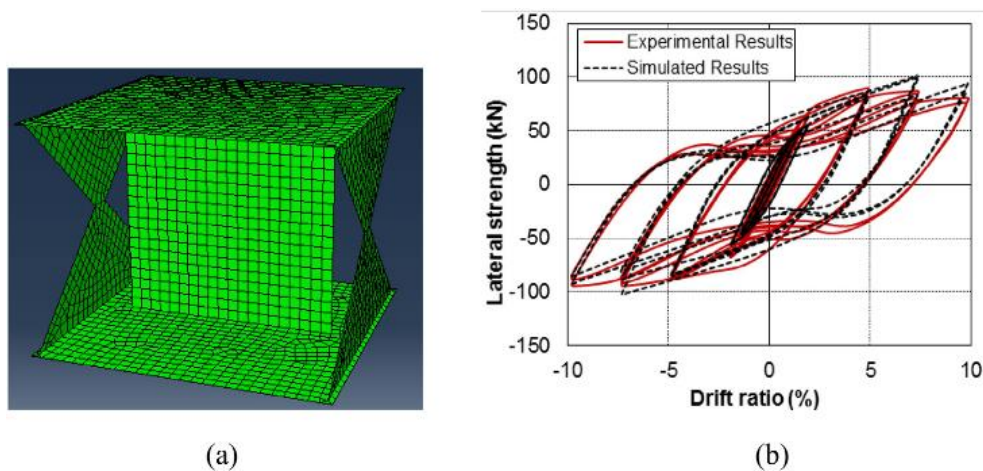 150
100
50
0
-50
-100
-150
Lateral strength (kN)
Experimental Results
Simulated Results
-10 -5 0 5 10
Drift ratio (%)
(a) (b)